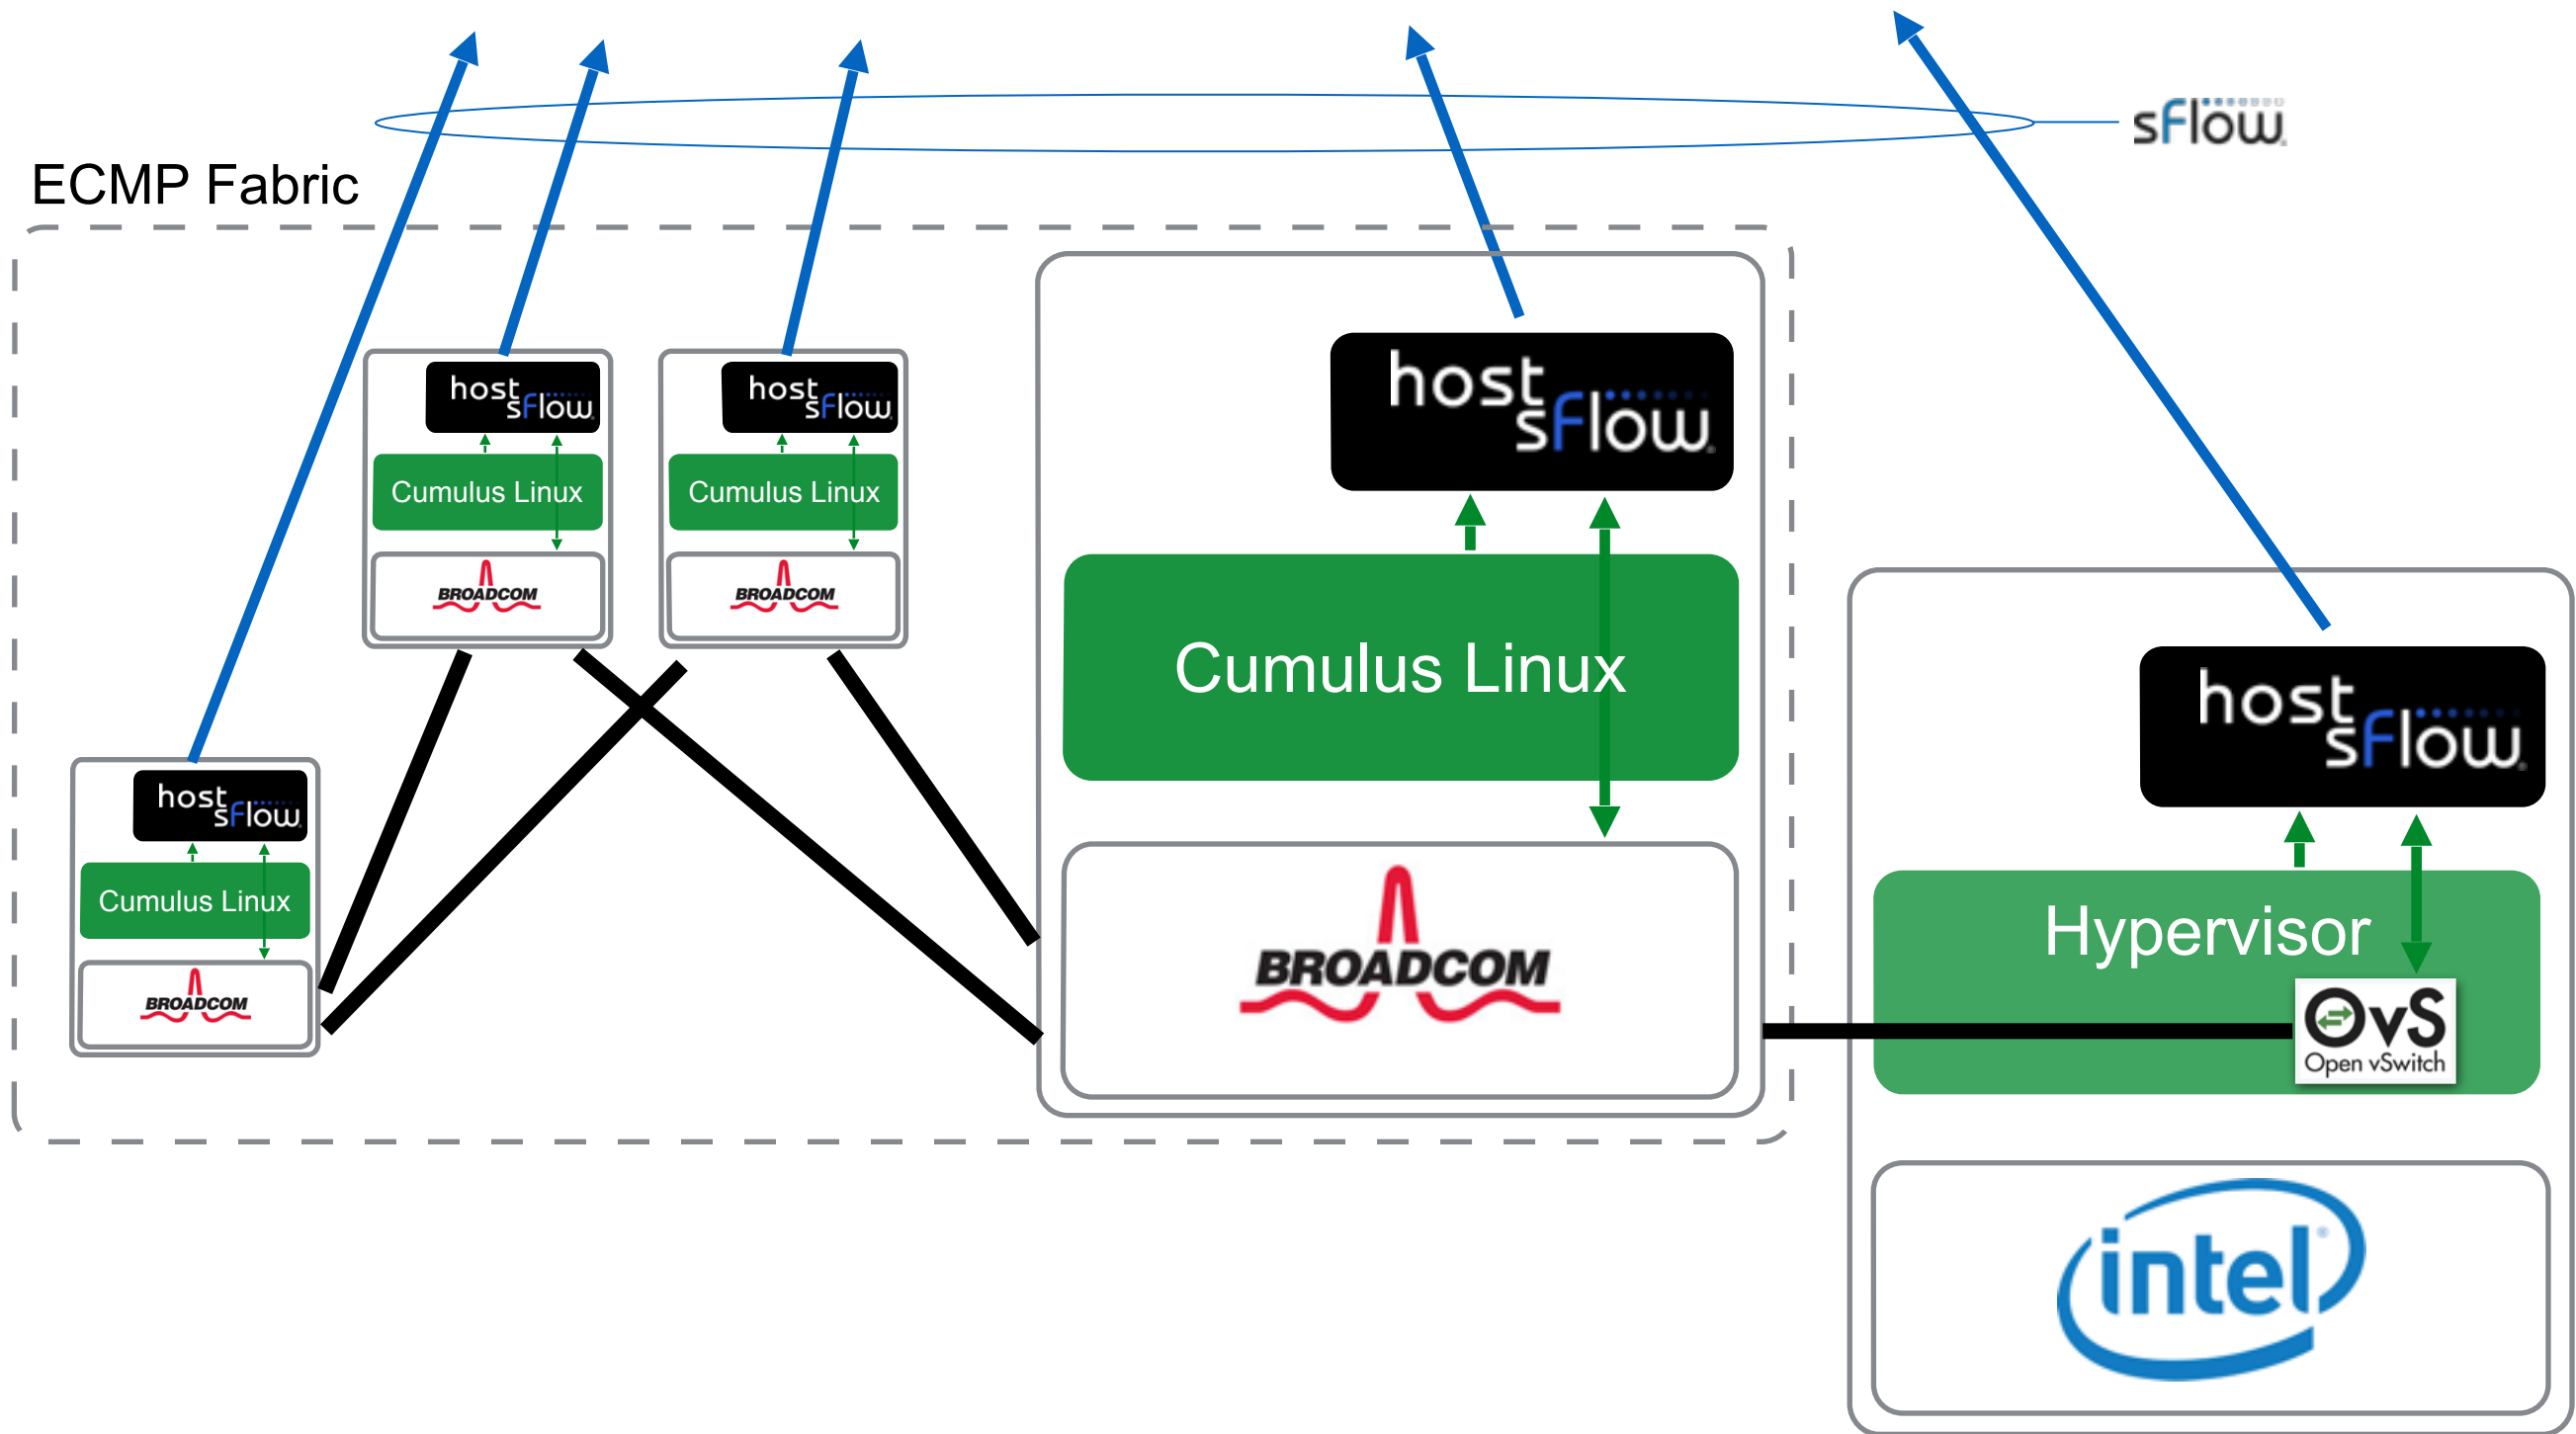 sFlow
ECMP Fabric
host
sFlow
Cumulus Linux
BROADCOM
host
sFlow
Cumulus Linux
BROADCOM
host
sFlow
Cumulus Linux
BROADCOM
host
sFlow
Cumulus Linux
BROADCOM
host
sFlow
Hypervisor
OvS
Open vSwitch
intel